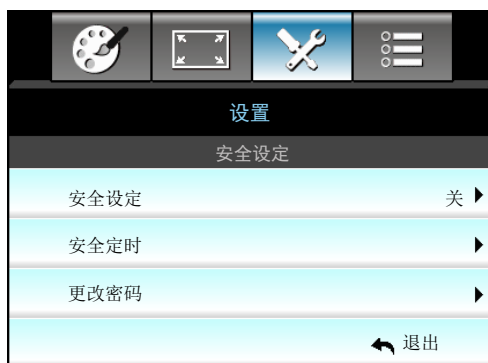 设置
安全设定
安全设定 关
安全定时
更改密码
退出